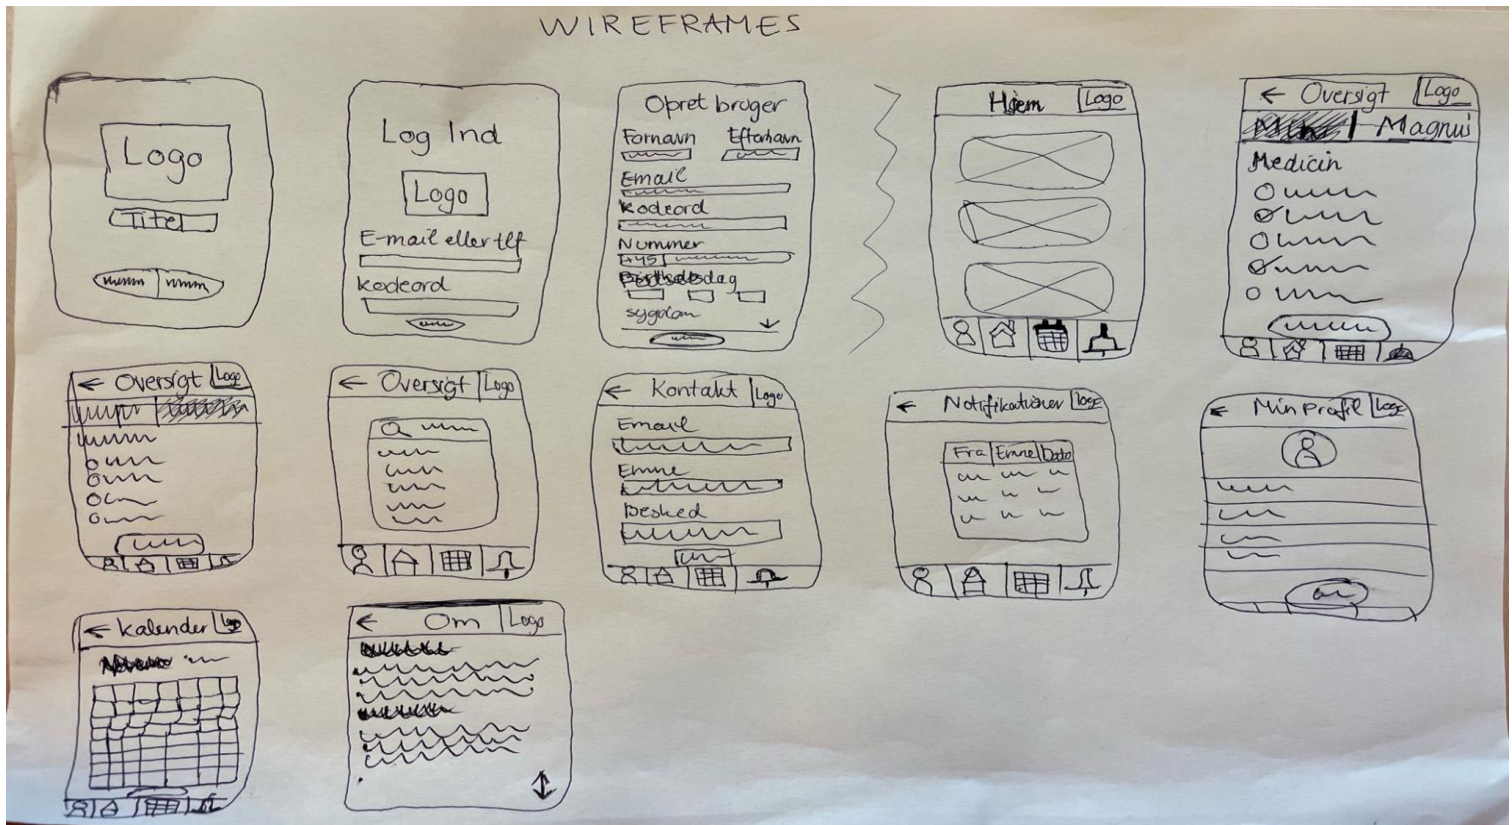 WIREFRAMES
Logo
Titel
Log Ind
Logo
E-mail eller tlf
kodeord
Opret bruger
Fornavn Efternavn
Email
Kodeord
Nummer
+45
sygdom
Hjem Logo
← Oversigt Logo
Magnus
Medicin
← Oversigt Logo
← Oversigt Logo
← Kontakt Logo
Email
Emne
Besked
← Notifikationer Logo
Fra Emne Dato
← Min Profil Logo
← Kalender Logo
← Om Logo